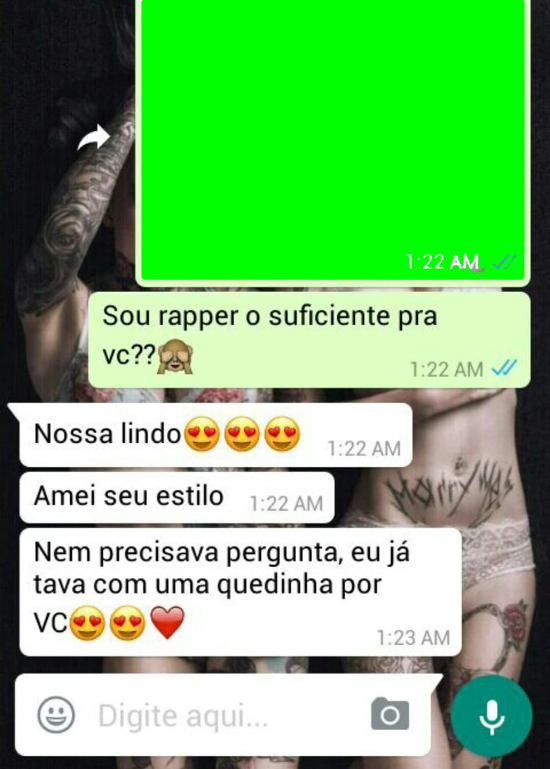 1:22 AM
Sou rapper o suficiente pra
vc??🙈
1:22 AM
Nossa lindo😍😍😍
1:22 AM
Amei seu estilo
1:22 AM
Nem precisava pergunta, eu já
tava com uma quedinha por
VC😍😍❤️
1:23 AM
Digite aqui...